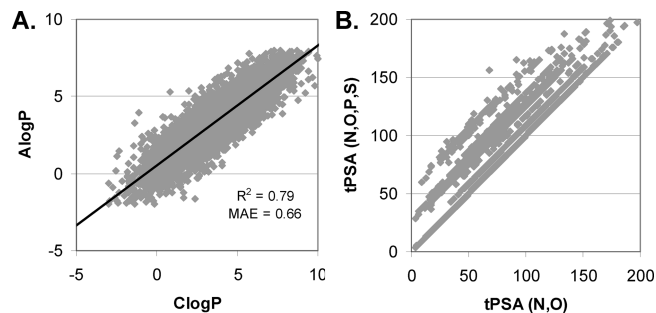 A.
10
5
0
-5
AlogP
-5
0
5
10
ClogP
R² = 0.79
MAE = 0.66
B.
200
150
100
50
0
tPSA (N,O,P,S)
0
50
100
150
200
tPSA (N,O)